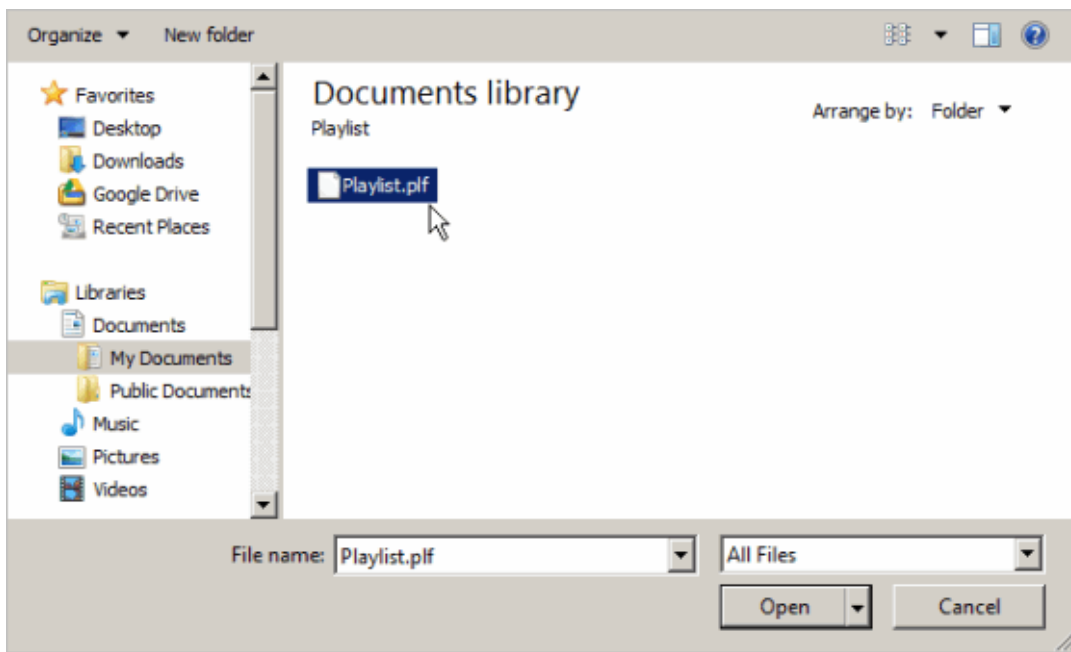 Organize New folder
Favorites
Desktop
Downloads
Google Drive
Recent Places
Libraries
Documents
My Documents
Public Documents
Music
Pictures
Videos
Documents library
Playlist
Arrange by: Folder
Playlist.plf
File name: Playlist.plf
All Files
Open
Cancel